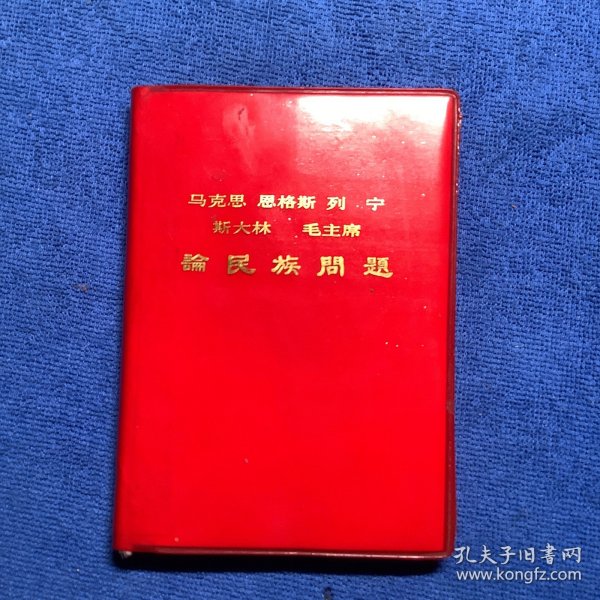 马克思 恩格斯 列 宁
斯大林 毛主席
論民族問題
孔夫子旧書网
www.kongfz.com